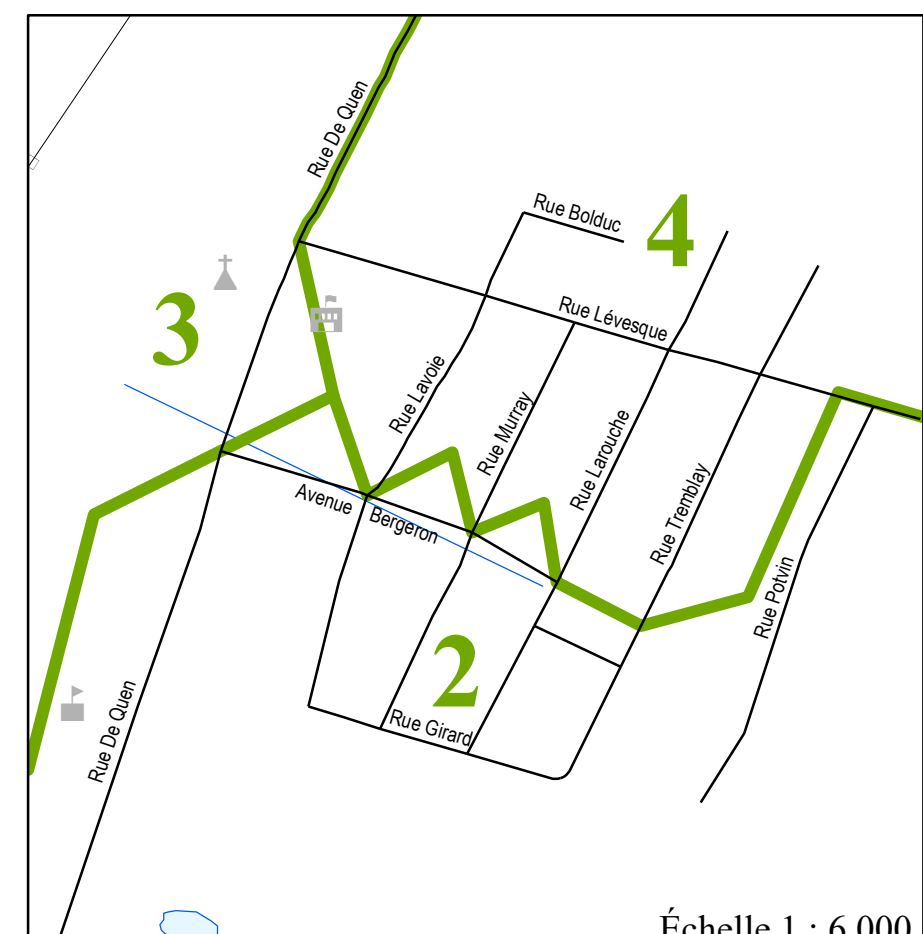 Rue De Quen
Rue Bolduc
4
3
Rue Lévesque
Rue Lavoie
Rue Murray
Rue Larouche
Rue Tremblay
Avenue Bergeron
Rue Potvin
2
Rue De Quen
Rue Girard
Échelle 1 : 6 000